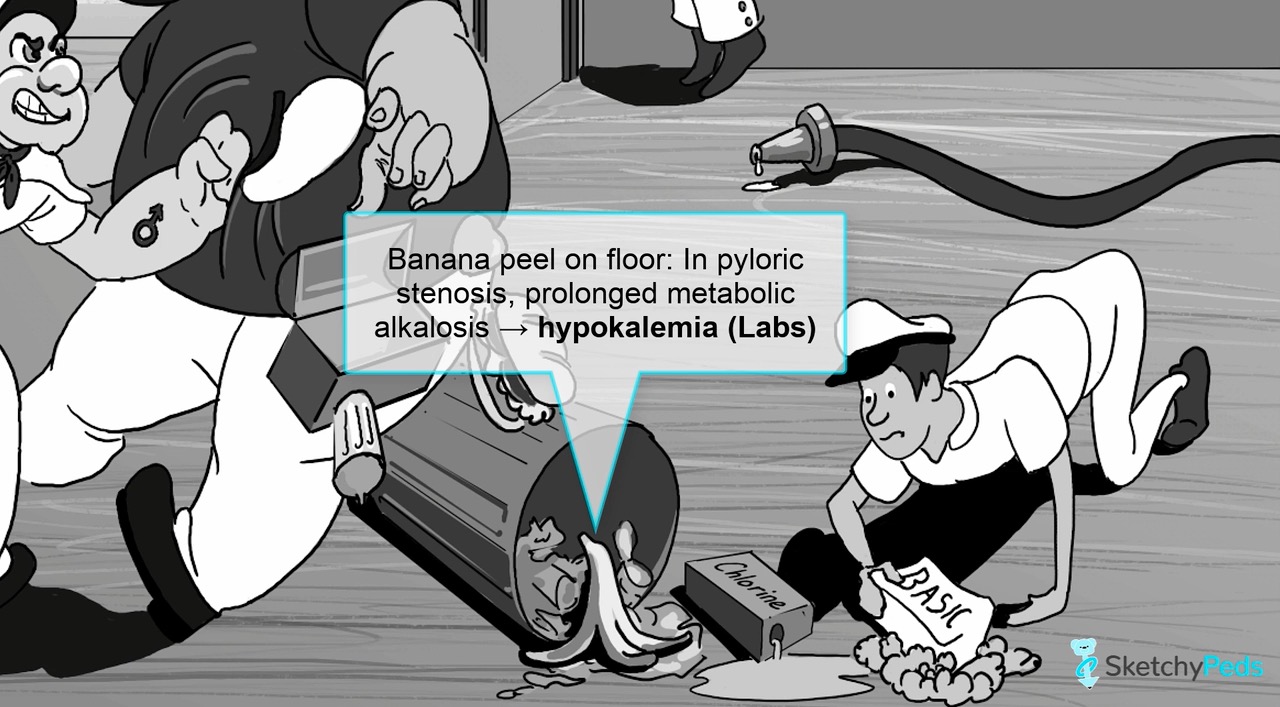 Banana peel on floor: In pyloric
stenosis, prolonged metabolic
alkalosis → hypokalemia (Labs)
Chlorine
BASIC
SketchyPeds